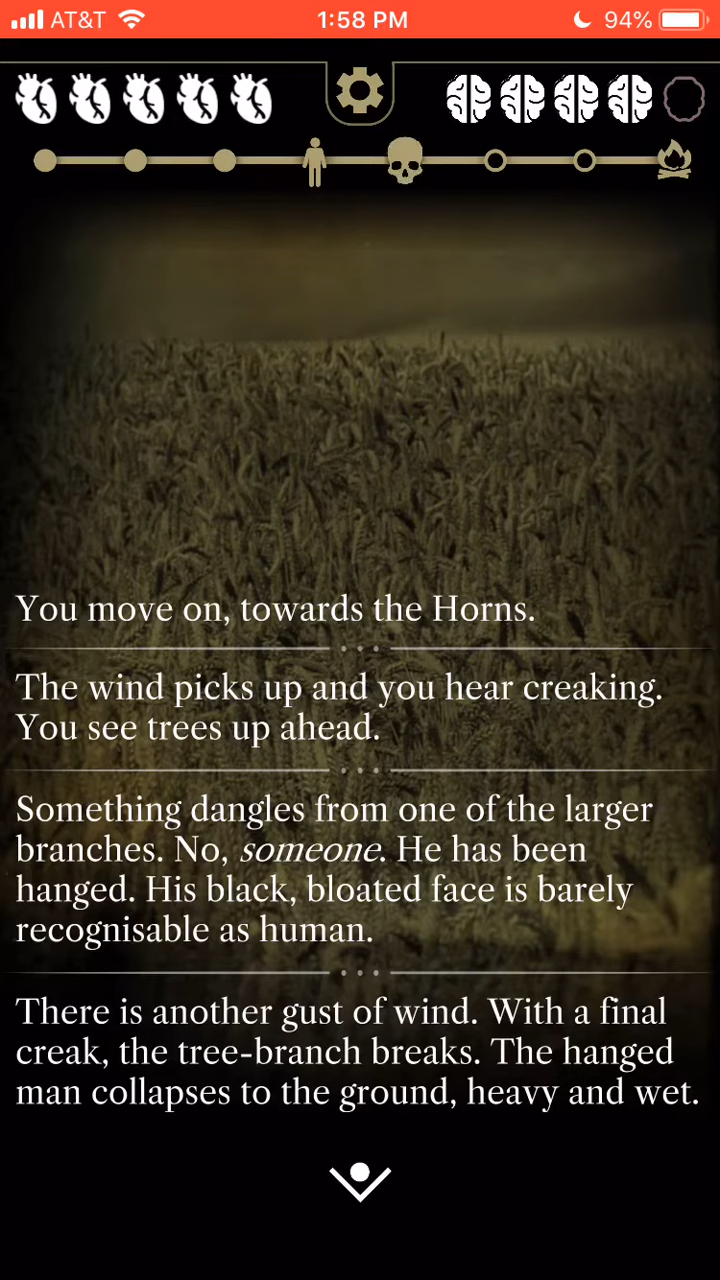 AT&T 1:58 PM 94%
You move on, towards the Horns.
The wind picks up and you hear creaking.
You see trees up ahead.
Something dangles from one of the larger
branches. No, someone. He has been
hanged. His black, bloated face is barely
recognisable as human.
There is another gust of wind. With a final
creak, the tree-branch breaks. The hanged
man collapses to the ground, heavy and wet.